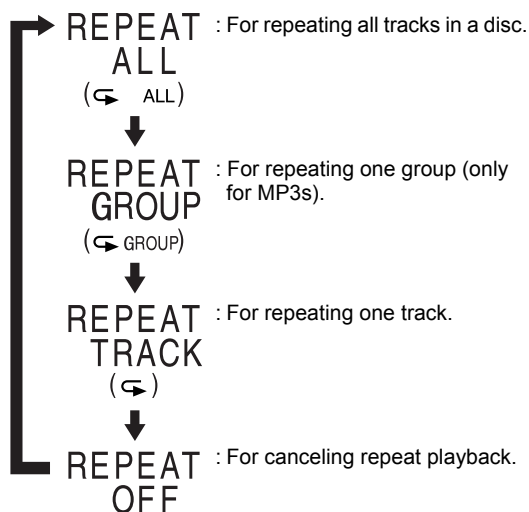 REPEAT : For repeating all tracks in a disc.
ALL
( ALL)
REPEAT : For repeating one group (only
GROUP for MP3s).
( GROUP)
REPEAT : For repeating one track.
TRACK
( )
REPEAT : For canceling repeat playback.
OFF